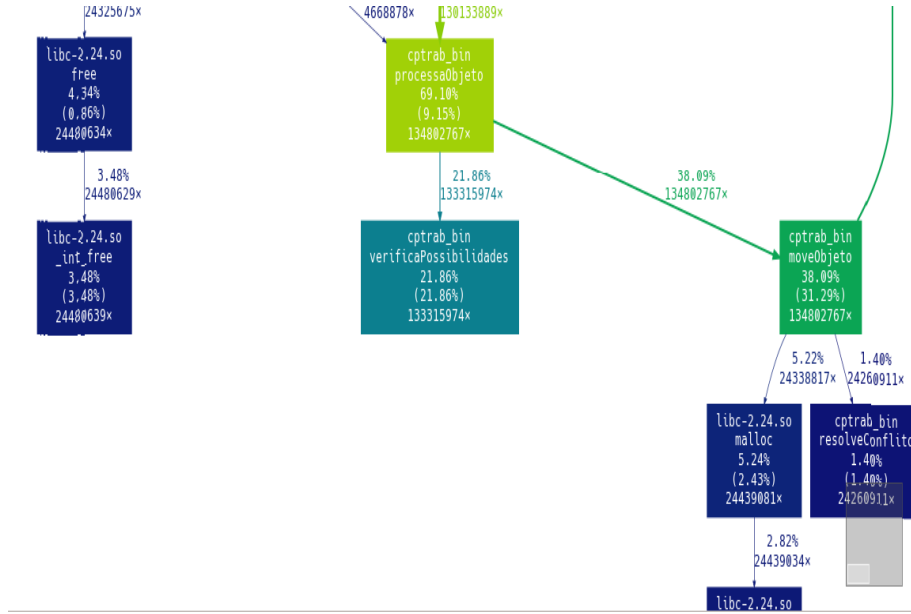 24325675×
4668878×
130133889×
libc-2.24.so
free
4.34%
(0.86%)
24480634×
cptrab_bin
processaObjeto
69.10%
(9.15%)
134802767×
3.48%
24480629×
21.86%
133315974×
38.09%
134802767×
libc-2.24.so
_int_free
3.48%
(3.48%)
24480639×
cptrab_bin
verificaPossibilidades
21.86%
(21.86%)
133315974×
cptrab_bin
moveObjeto
38.09%
(31.29%)
134802767×
5.22%
24338817×
1.40%
24260911×
libc-2.24.so
malloc
5.24%
(2.43%)
24439081×
cptrab_bin
resolveConflito
1.40%
(1.40%)
24260911×
2.82%
24439034×
libc-2.24.so